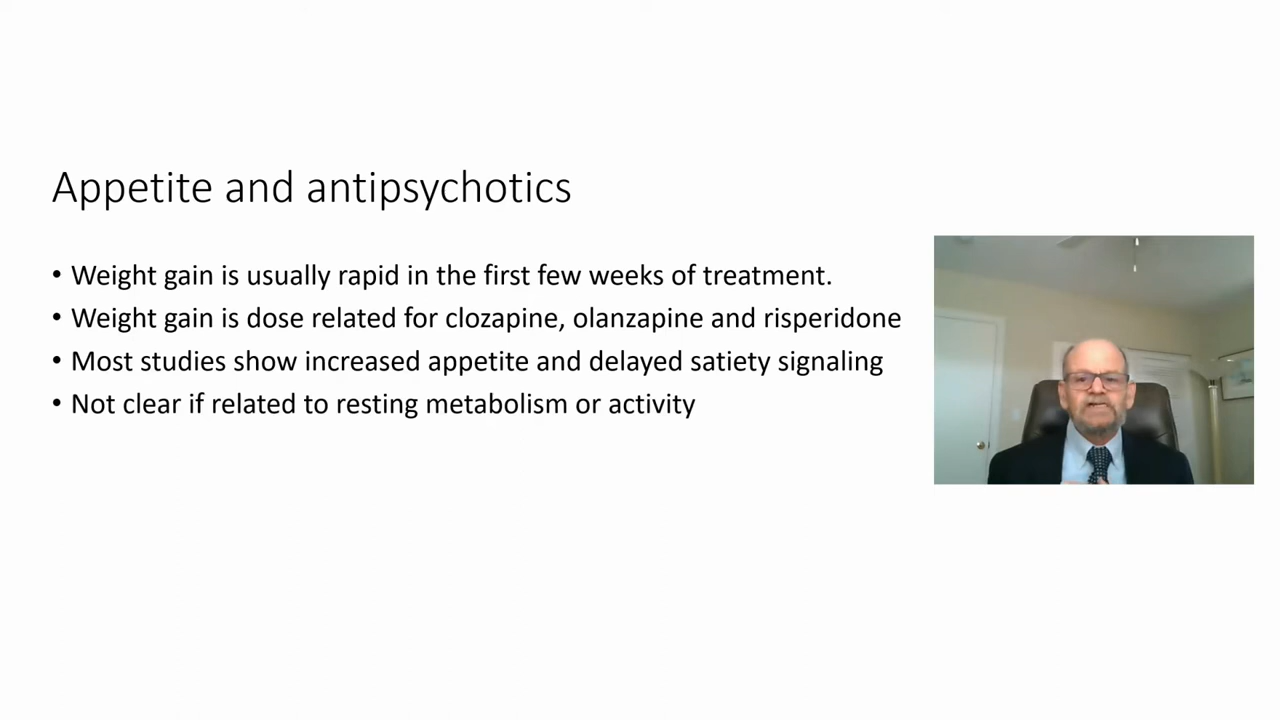 Appetite and antipsychotics
• Weight gain is usually rapid in the first few weeks of treatment.
• Weight gain is dose related for clozapine, olanzapine and risperidone
• Most studies show increased appetite and delayed satiety signaling
• Not clear if related to resting metabolism or activity